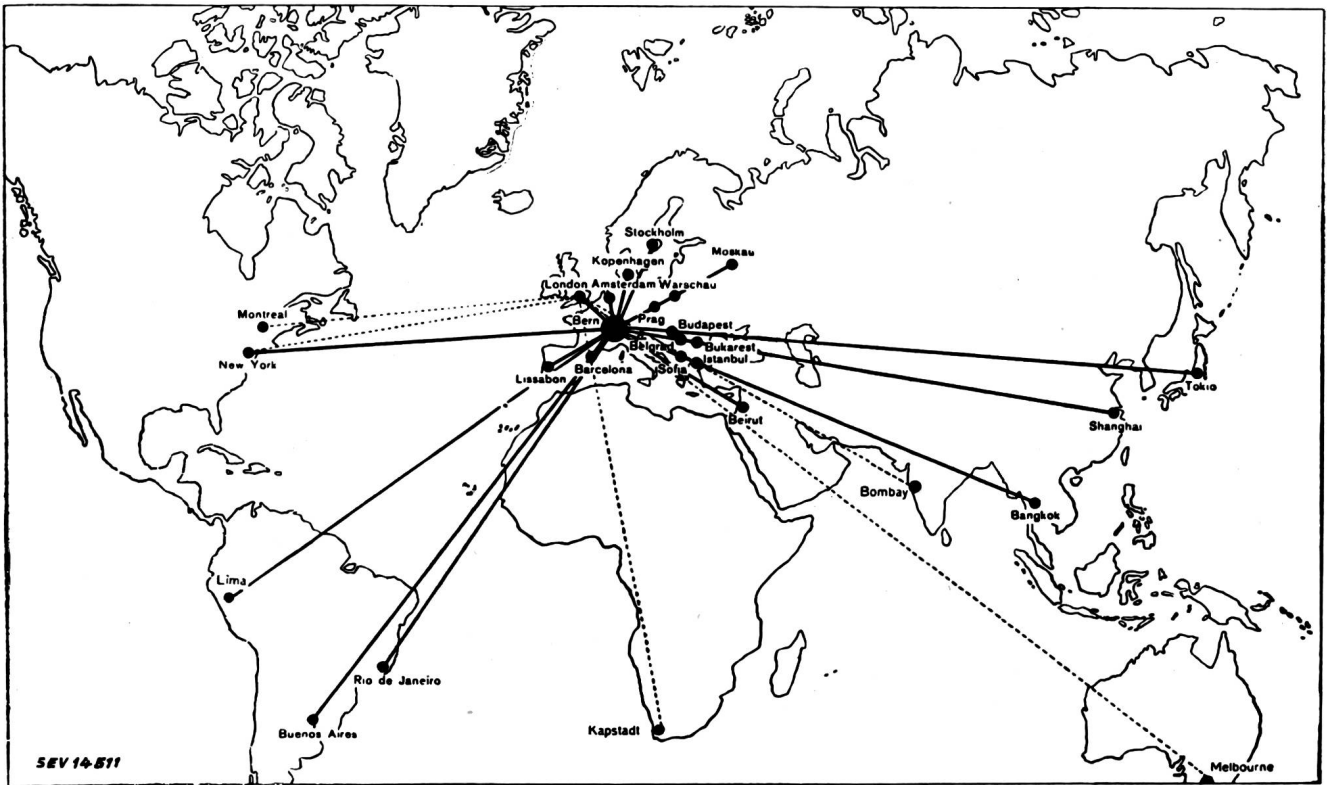 Stockholm
Moskau
Kopenhagen
London Amsterdam Warschau
Montreal
Bern
Prag
Budapest
Belgrad
Bukarest
New York
Istanbul
Lissabon
Barcelona
Sofia
Tokio
Beirut
Shanghai
Bombay
Bangkok
Lima
Rio de Janeiro
Buenos Aires
Kapstadt
Melbourne
SEV 14511